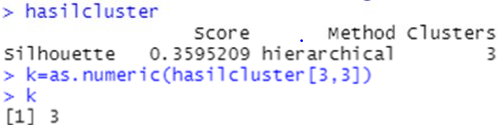 > hasilcluster
Score . Method Clusters
Silhouette 0.3595209 hierarchical 3
> k=as.numeric(hasilcluster[3,3])
> k
[1] 3